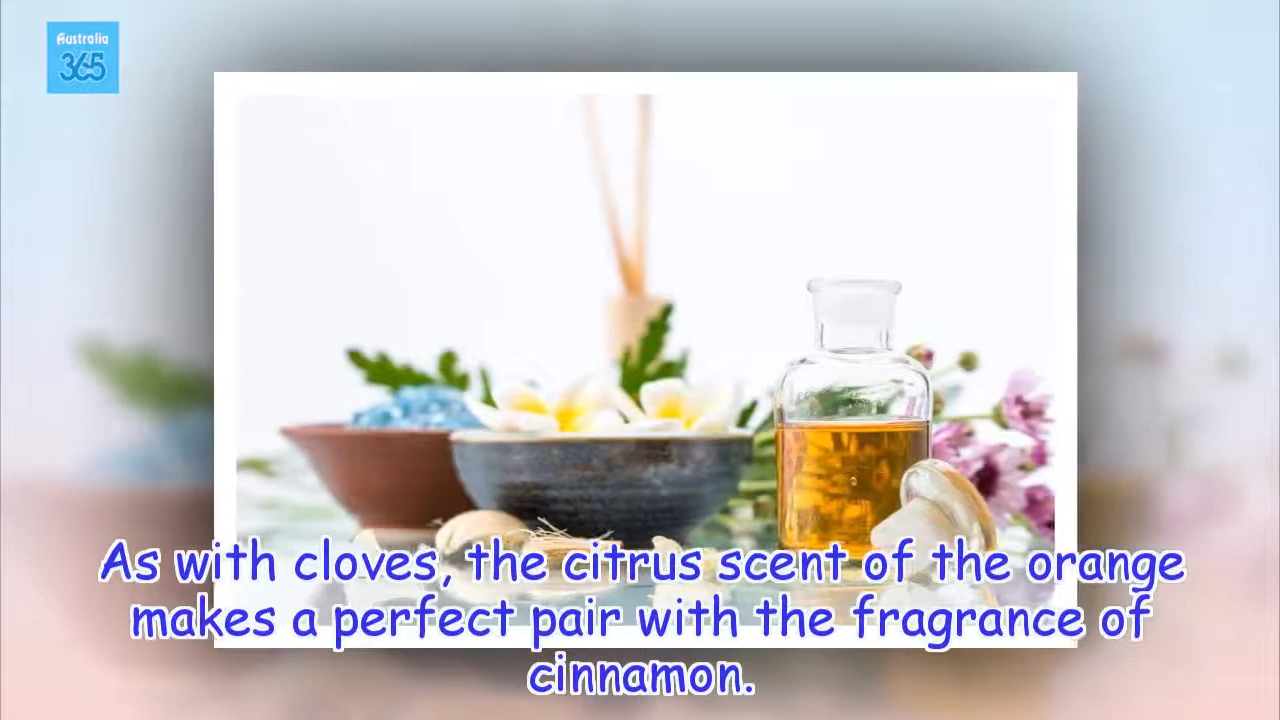 Australia
365
As with cloves, the citrus scent of the orange
makes a perfect pair with the fragrance of
cinnamon.